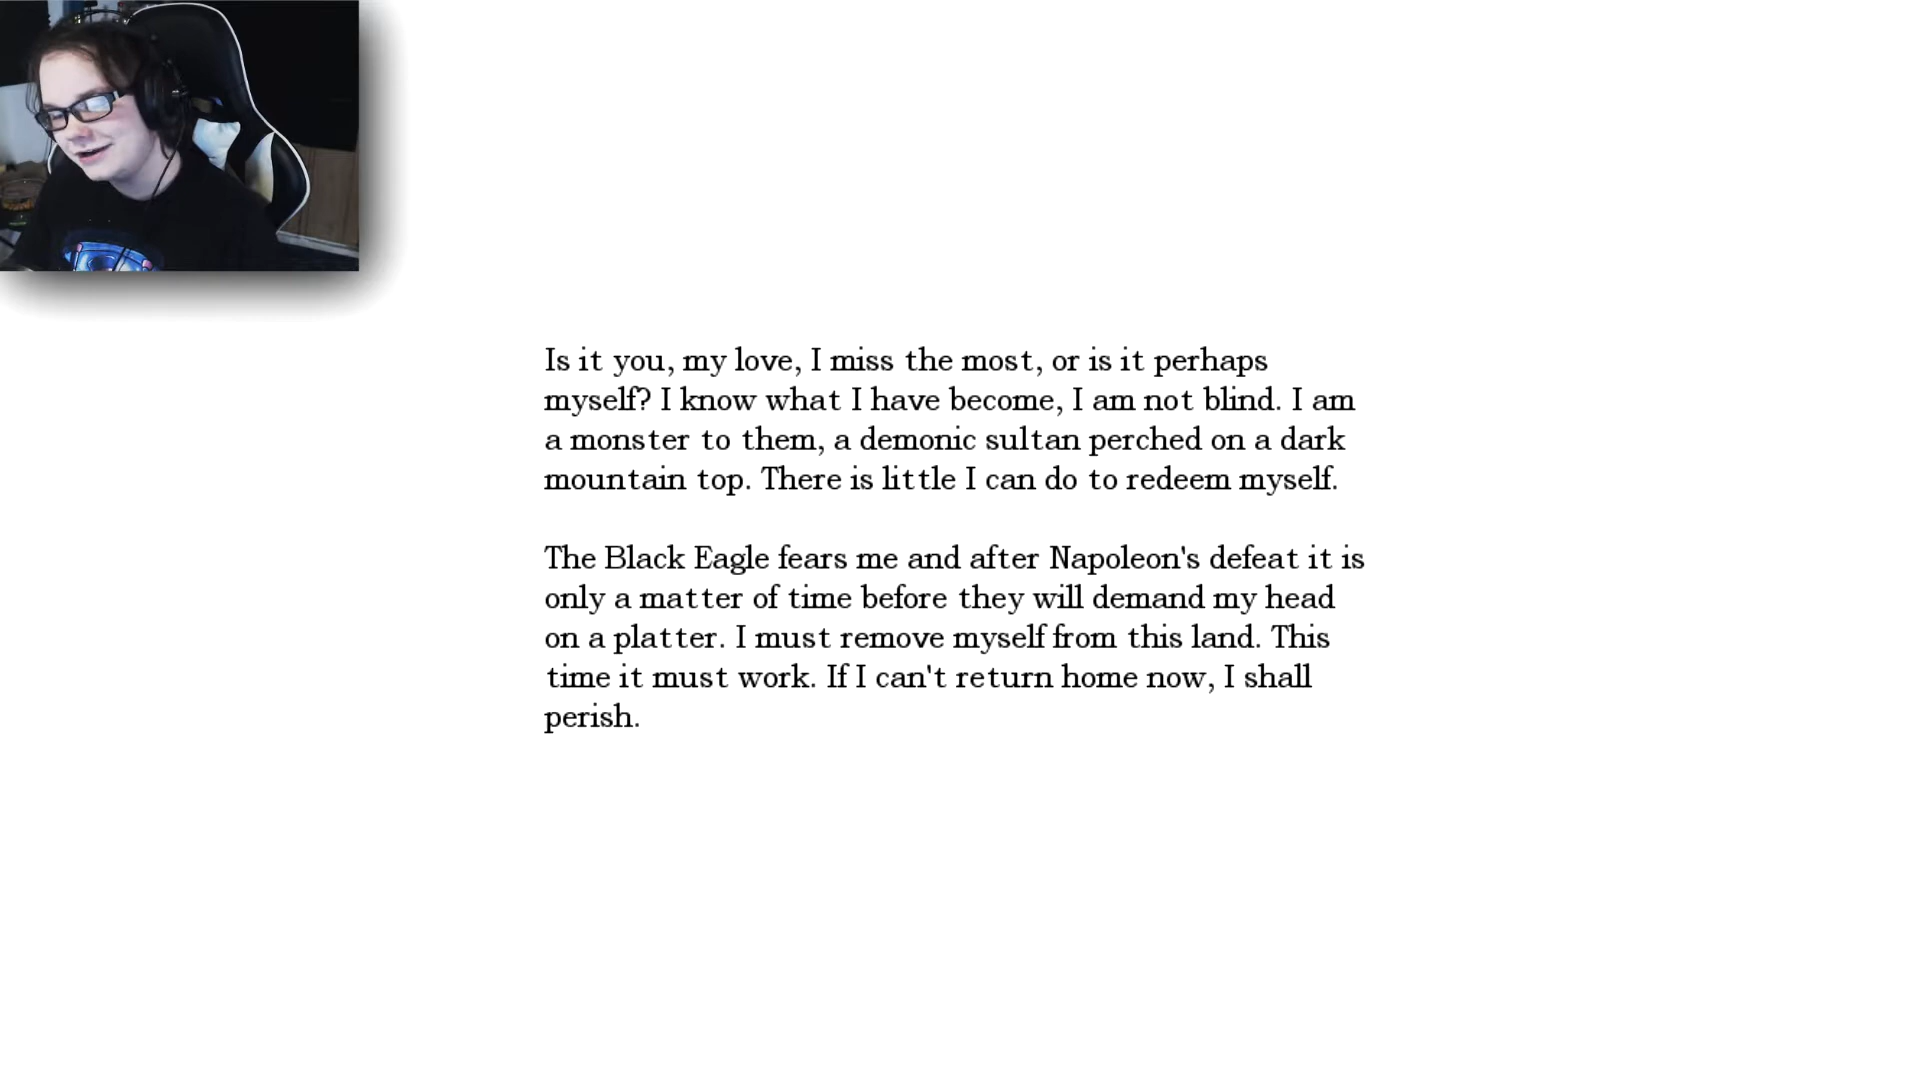 Is it you, my love, I miss the most, or is it perhaps
myself? I know what I have become, I am not blind. I am
a monster to them, a demonic sultan perched on a dark
mountain top. There is little I can do to redeem myself.
The Black Eagle fears me and after Napoleon's defeat it is
only a matter of time before they will demand my head
on a platter. I must remove myself from this land. This
time it must work. If I can't return home now, I shall
perish.